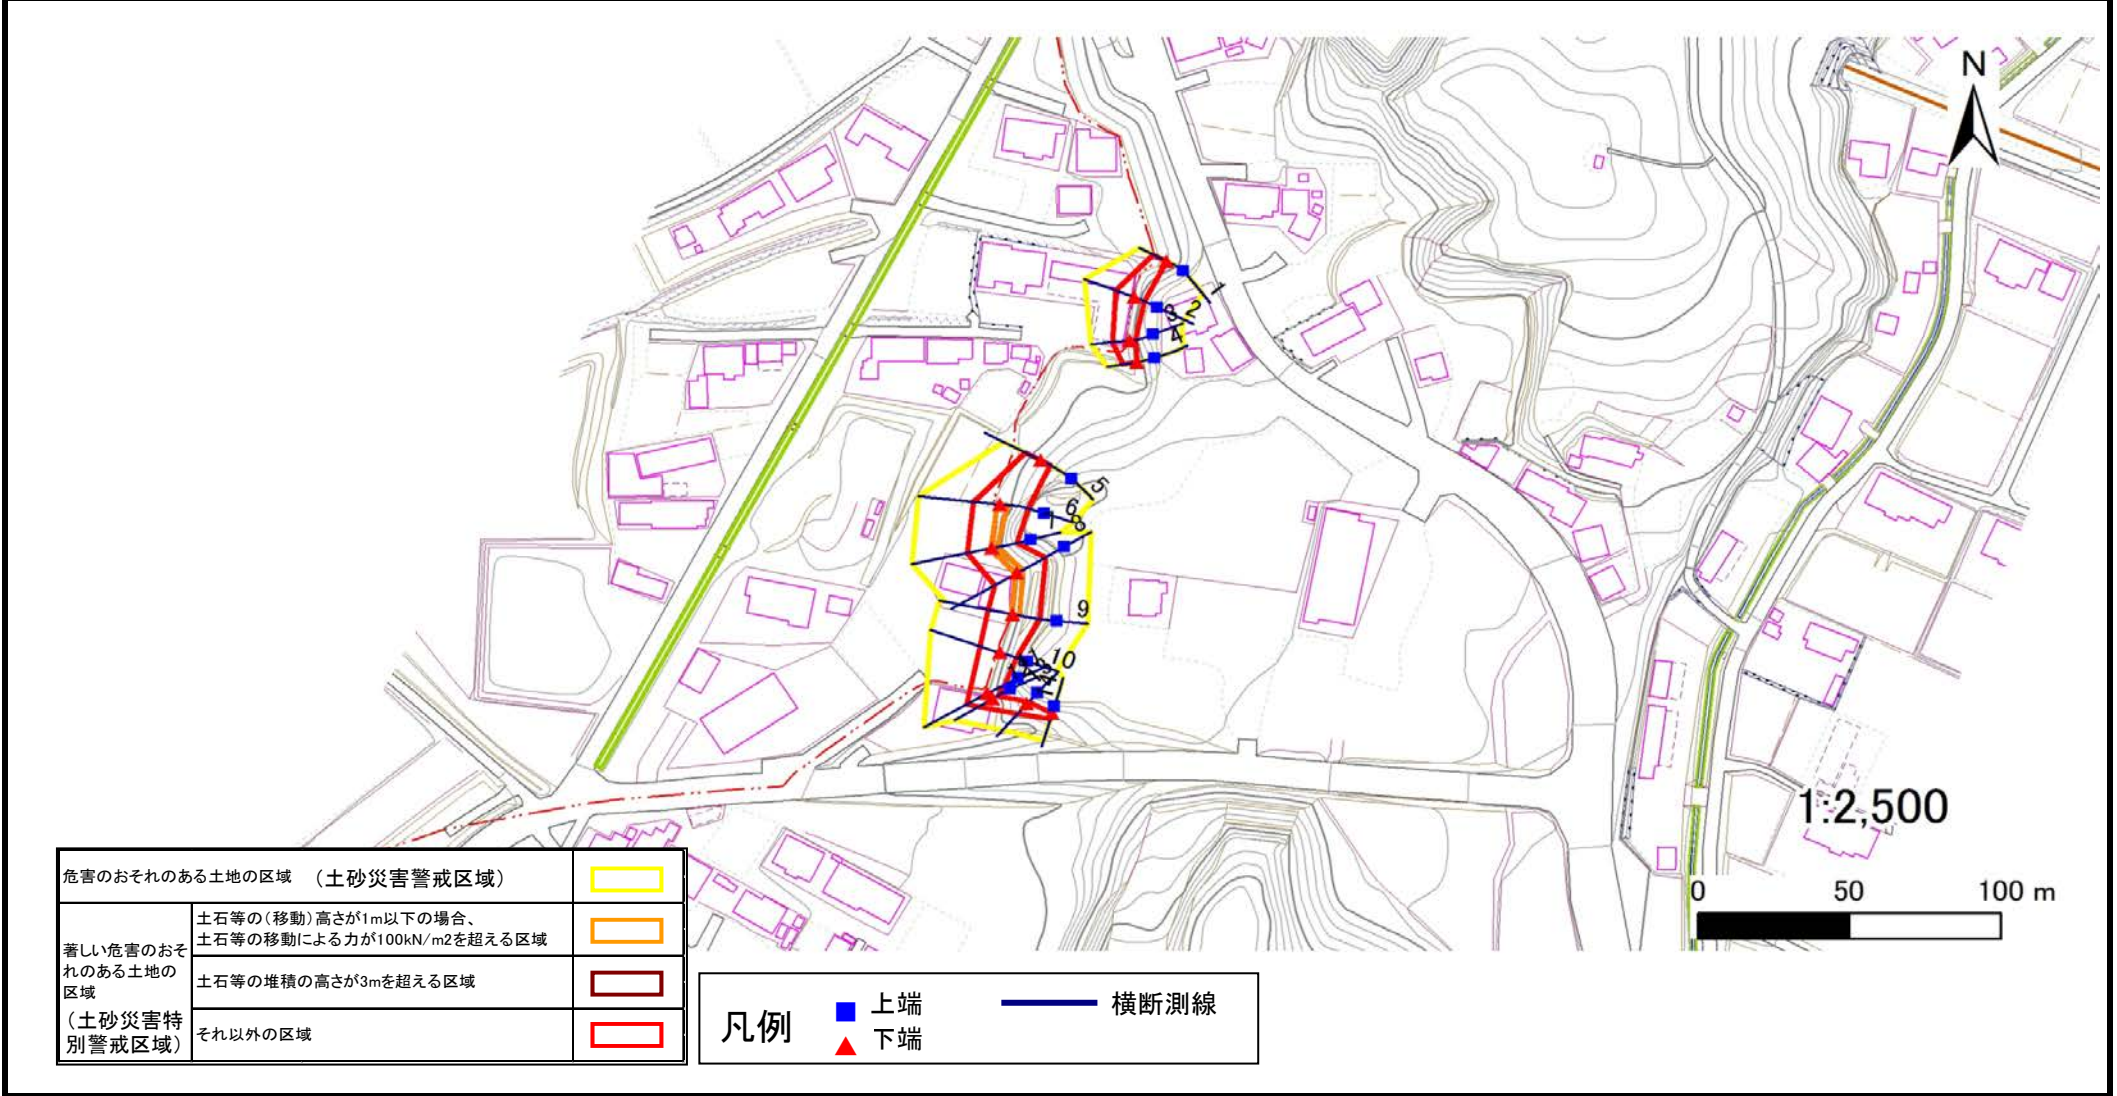 N
1
2
3
4
5
6
7
8
9
10
1:2,500
0 50 100 m
危害のおそれのある土地の区域 （土砂災害警戒区域）
著しい危害のおそ
れのある土地の
区域
（土砂災害特
別警戒区域）
土石等の（移動）高さが1m以下の場合、
土石等の移動による力が100kN/m2を超える区域
土石等の堆積の高さが3mを超える区域
それ以外の区域
凡例
上端
下端
横断測線